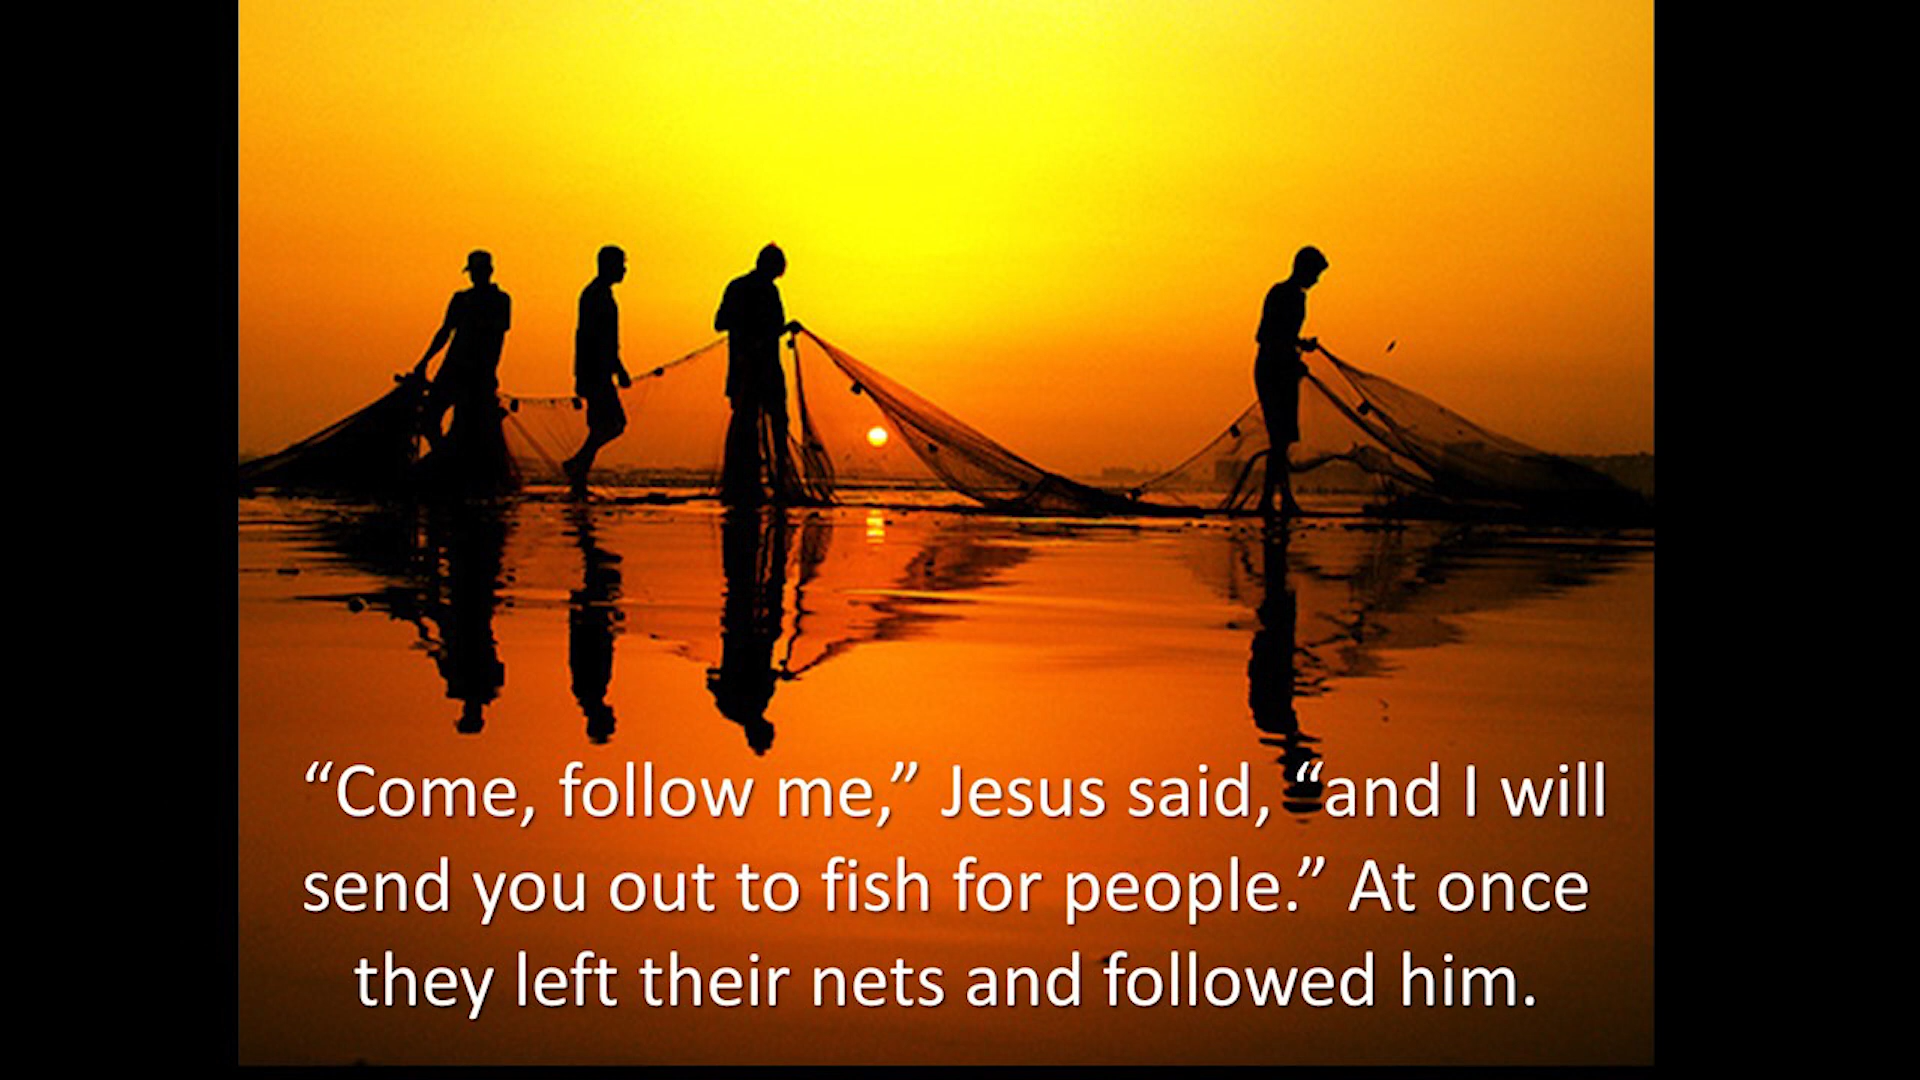 “Come, follow me,” Jesus said, “and I will
send you out to fish for people.” At once
they left their nets and followed him.